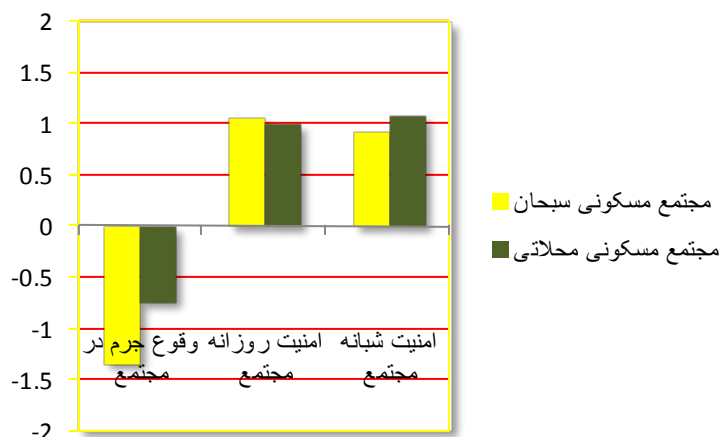 2
1.5
1
0.5
0
-0.5
-1
-1.5
-2
وقوع جرم در
مجتمع
امنیت روزانه
مجتمع
امنیت شبانه
مجتمع
مجتمع مسکونی سبحان
مجتمع مسکونی محلاتی